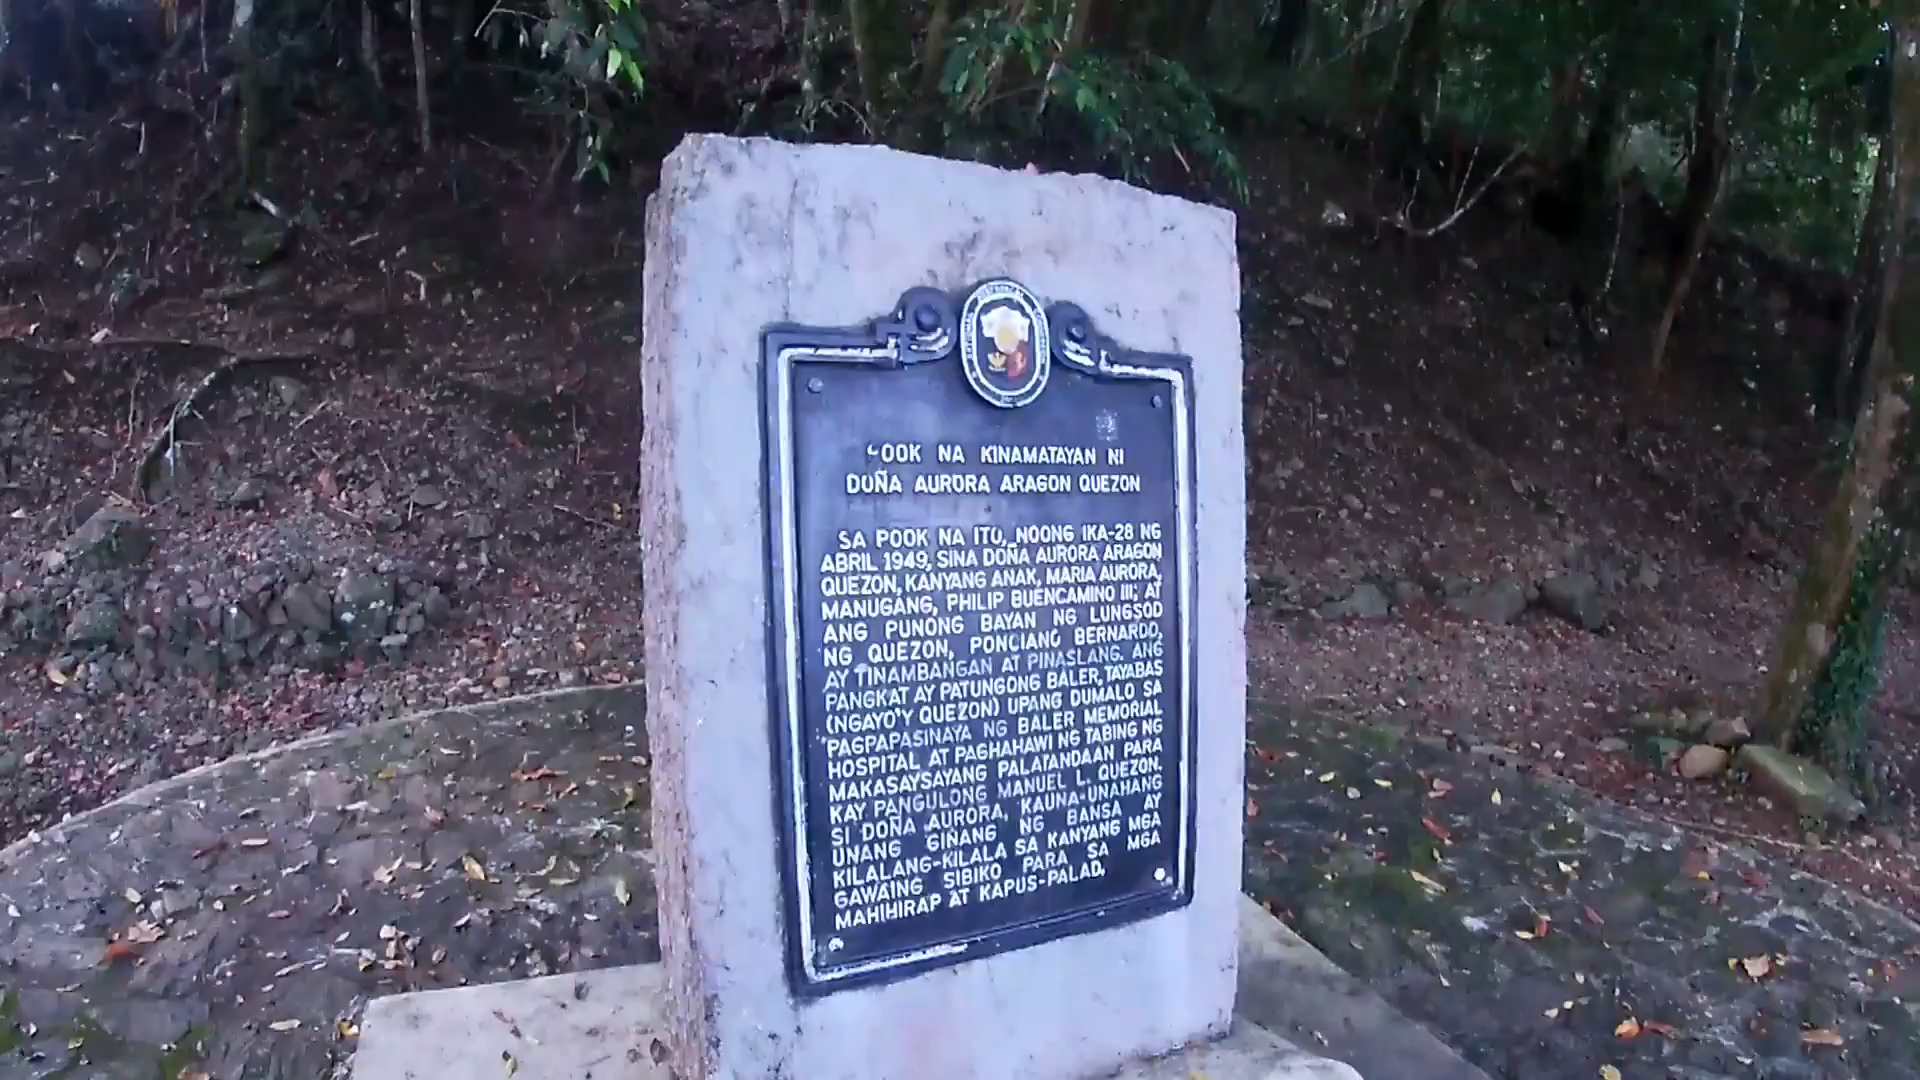 POOK NA KINAMATAYAN NI
DOÑA AURORA ARAGON QUEZON
SA POOK NA ITO, NOONG IKA-28 NG
ABRIL 1949, SINA DOÑA AURORA ARAGON
QUEZON, KANYANG ANAK, MARIA AURORA,
MANUGANG, PHILIP BUENCAMINO III; AT
ANG PUNONG BAYAN NG LUNGSOD
NG QUEZON, PONCIANO BERNARDO,
AY TINAMBANGAN AT PINASLANG. ANG
PANGKAT AY PATUNGONG BALER, TAYABAS
(NGAYO'Y QUEZON) UPANG DUMALO SA
PAGPAPASINAYA NG BALER MEMORIAL
HOSPITAL AT PAGHAHAWI NG TABING NG
MAKASAYSAYANG PALATANDAAN PARA
KAY PANGULONG MANUEL L. QUEZON.
SI DOÑA AURORA, KAUNA-UNAHANG
UNANG GINANG NG BANSA AY
KILALANG-KILALA SA KANYANG MGA
GAWAING SIBIKO PARA SA MGA
MAHIHIRAP AT KAPUS-PALAD.